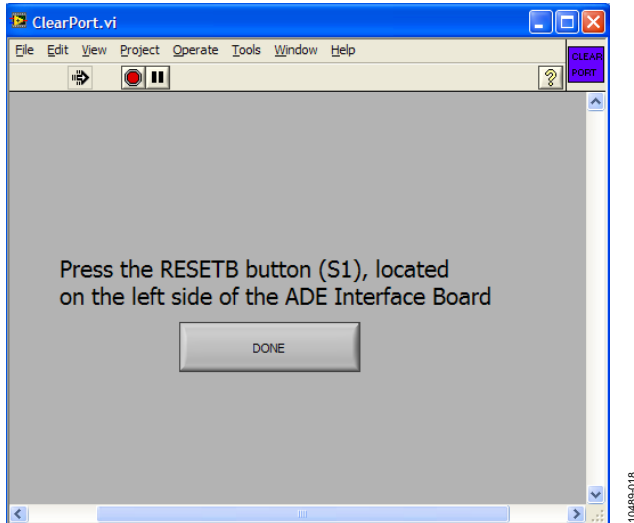 ClearPort.vi
File Edit View Project Operate Tools Window Help
CLEAR
PORT
?
Press the RESETB button (S1), located
on the left side of the ADE Interface Board
DONE
10489-018